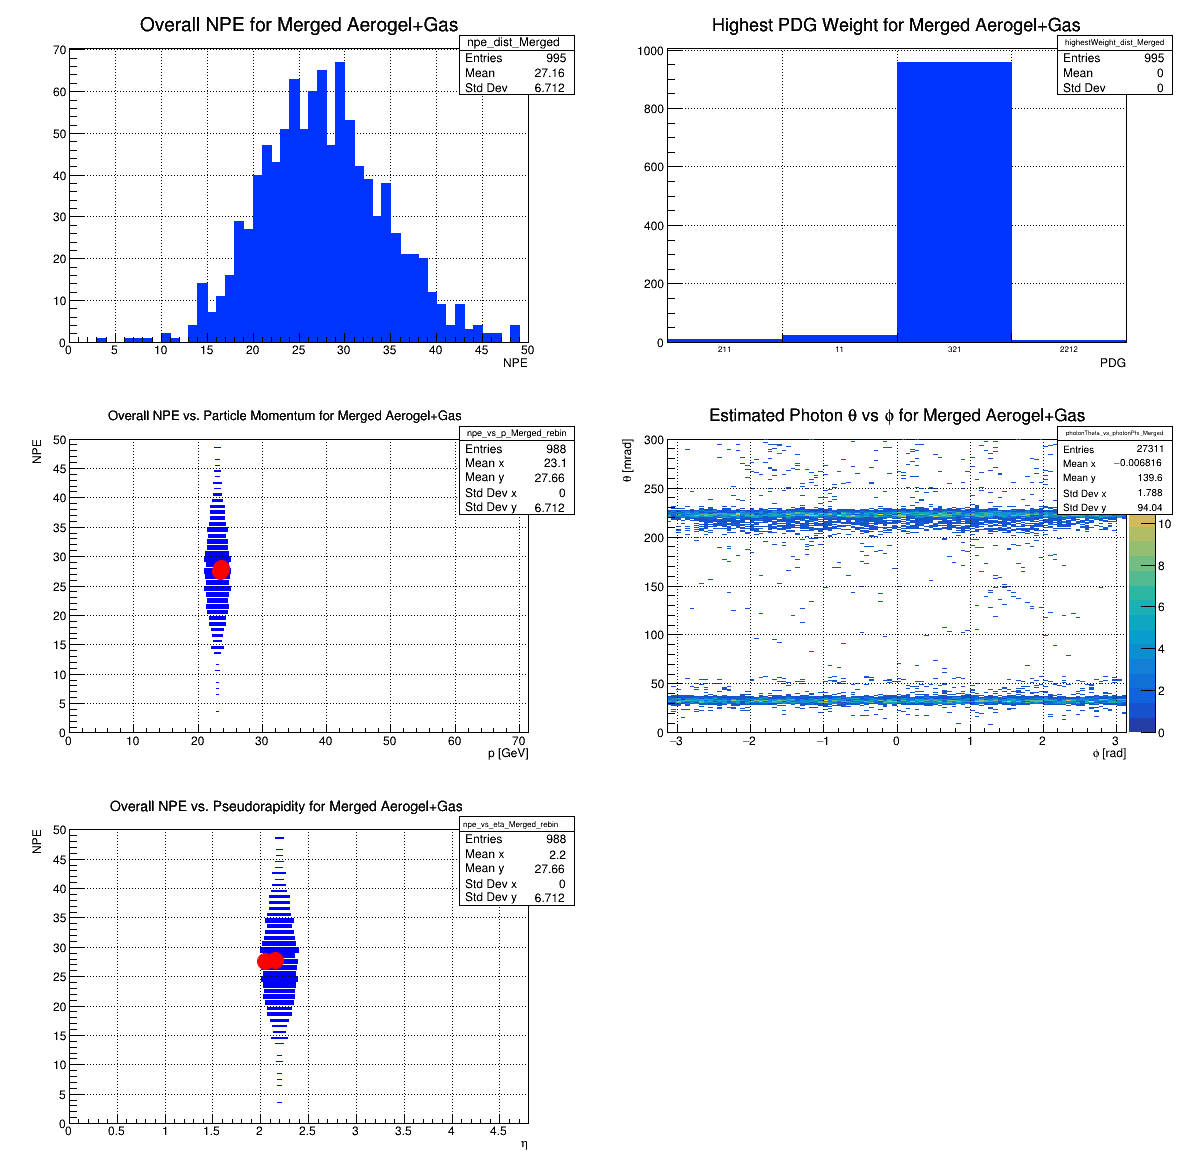 Overall NPE for Merged Aerogel+Gas
npe_dist_Merged
Entries 995
Mean 27.16
Std Dev 6.712
70
60
50
40
30
20
10
0
0 5 10 15 20 25 30 35 40 45 50
NPE
Highest PDG Weight for Merged Aerogel+Gas
highestWeight_dist_Merged
Entries 995
Mean 0
Std Dev 0
1000
800
600
400
200
0
211 11 321 2212
PDG
Overall NPE vs. Particle Momentum for Merged Aerogel+Gas
NPE
npe_vs_p_Merged_rebin
Entries 988
Mean x 23.1
Mean y 27.66
Std Dev x 0
Std Dev y 6.712
50
45
40
35
30
25
20
15
10
5
0
0 10 20 30 40 50 60 70
p [GeV]
Estimated Photon θ vs ϕ for Merged Aerogel+Gas
θ [mrad]
photonTheta_vs_photonPhi_Merged
Entries 27311
Mean x −0.006816
Mean y 139.6
Std Dev x 1.788
Std Dev y 94.04
300
250
200
150
100
50
0
−3 −2 −1 0 1 2 3
ϕ [rad]
10
8
6
4
2
0
Overall NPE vs. Pseudorapidity for Merged Aerogel+Gas
NPE
npe_vs_eta_Merged_rebin
Entries 988
Mean x 2.2
Mean y 27.66
Std Dev x 0
Std Dev y 6.712
50
45
40
35
30
25
20
15
10
5
0
0 0.5 1 1.5 2 2.5 3 3.5 4 4.5
η